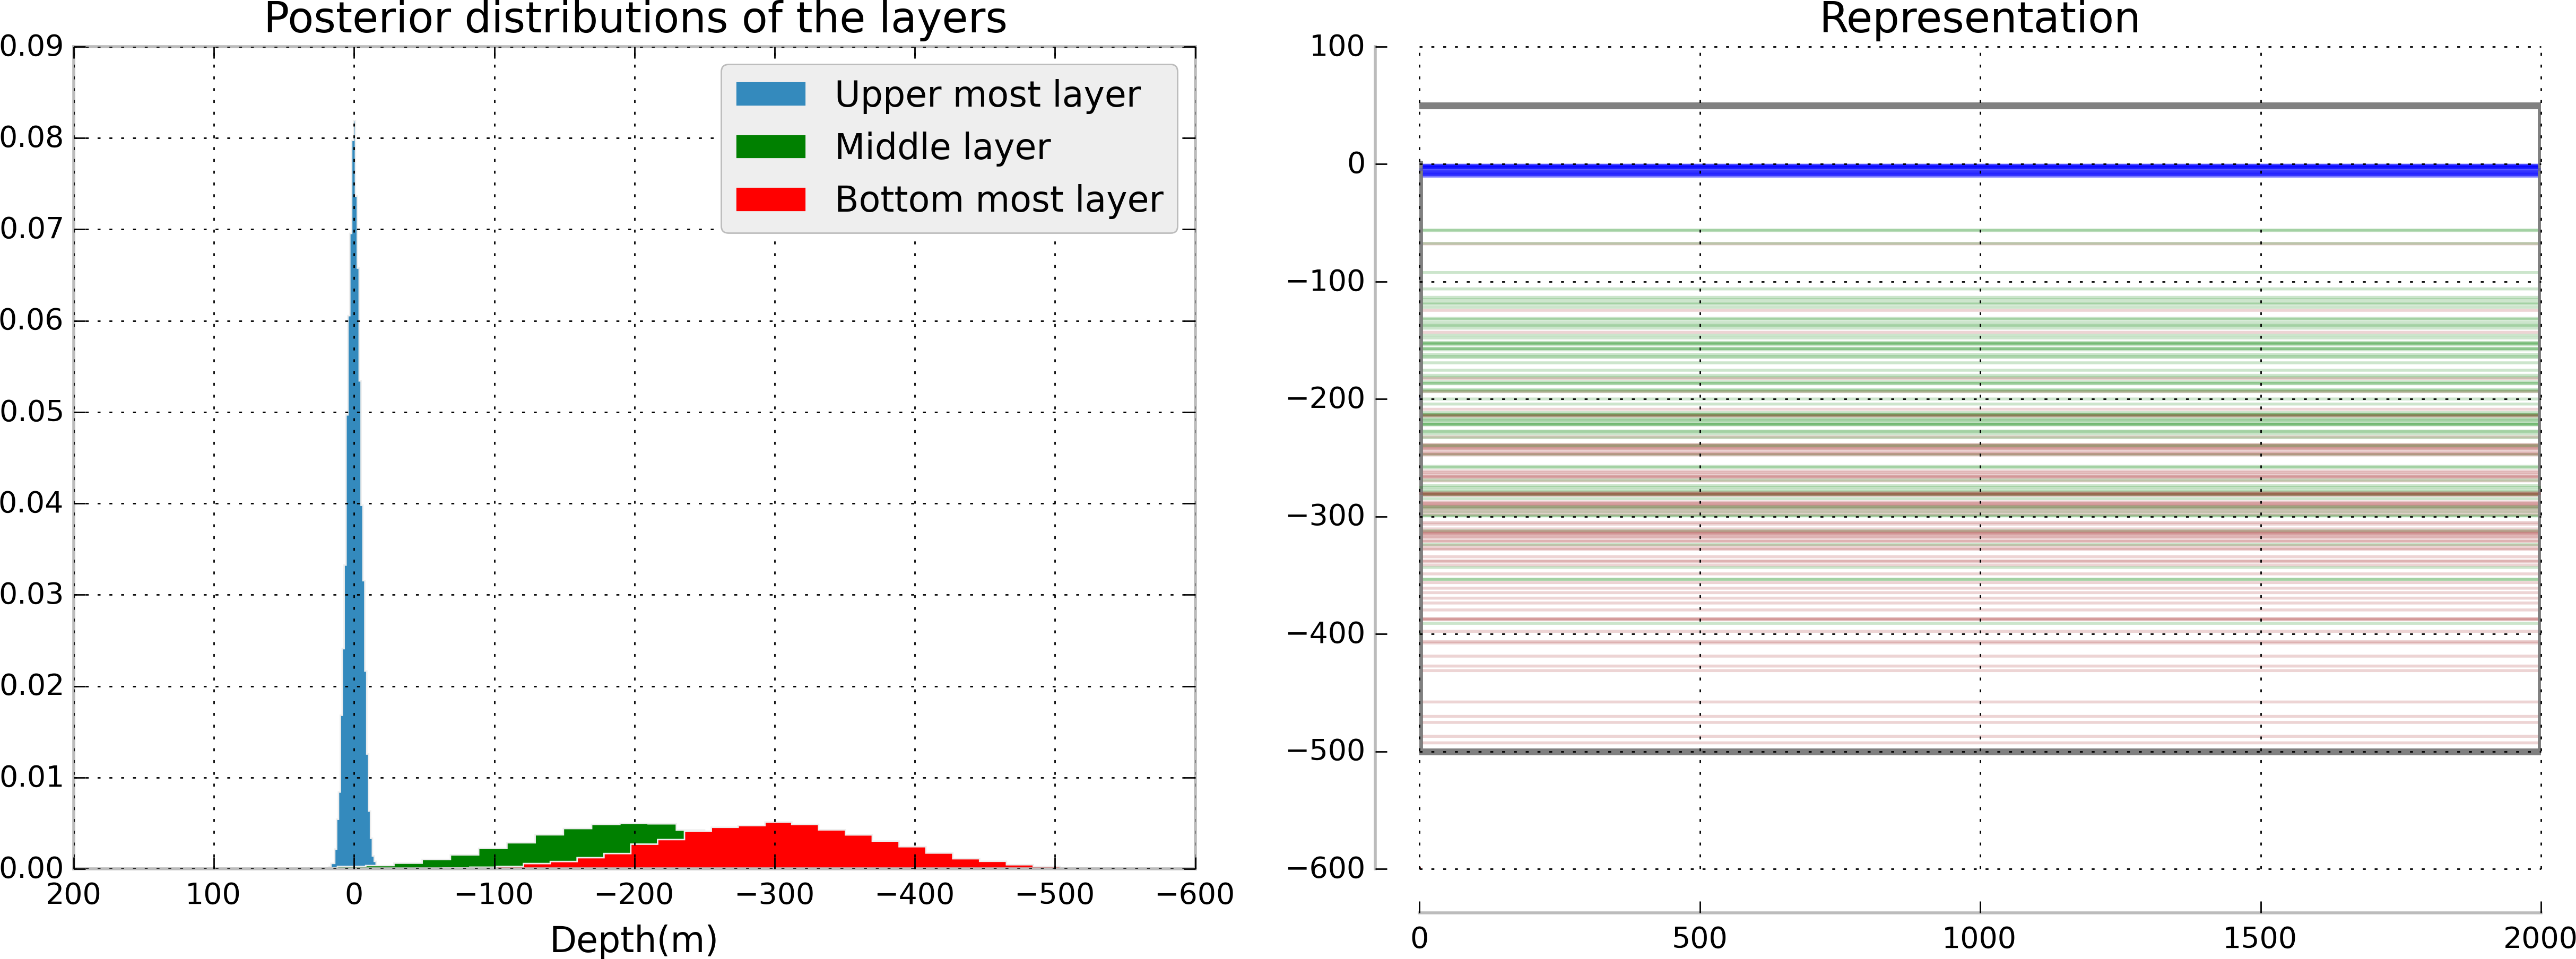 Posterior distributions of the layers
0.09
0.08
0.07
0.06
0.05
0.04
0.03
0.02
0.01
0.00
200 100 0 −100 −200 −300 −400 −500 −600
Depth(m)
Upper most layer
Middle layer
Bottom most layer
Representation
100
0
−100
−200
−300
−400
−500
−600
0 500 1000 1500 2000